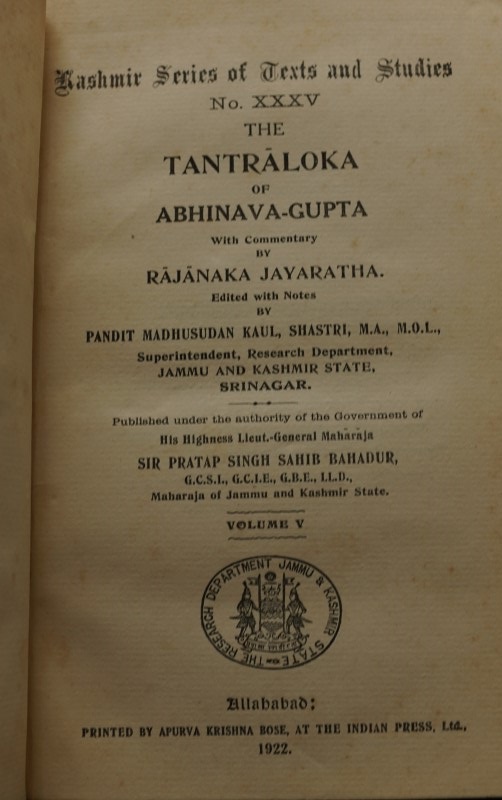 Kashmir Series of Texts and Studies
No. XXXV
THE
TANTRĀLOKA
OF
ABHINAVA-GUPTA
With Commentary
BY
RĀJĀNAKA JAYARATHA.
Edited with Notes
BY
PANDIT MADHUSUDAN KAUL, SHASTRI, M.A., M.O.L.,
Superintendent, Research Department,
JAMMU AND KASHMIR STATE,
SRINAGAR.
Published under the authority of the Government of
His Highness Lieut.-General Mahārāja
SIR PRATAP SINGH SAHIB BAHADUR,
G.C.S.I., G.C.I.E., G.B.E., LL.D.,
Maharaja of Jammu and Kashmir State.
VOLUME V
THE RESEARCH DEPARTMENT JAMMU & KASHMIR STATE
Allahabad:
PRINTED BY APURVA KRISHNA BOSE, AT THE INDIAN PRESS, Ltd.,
1922.